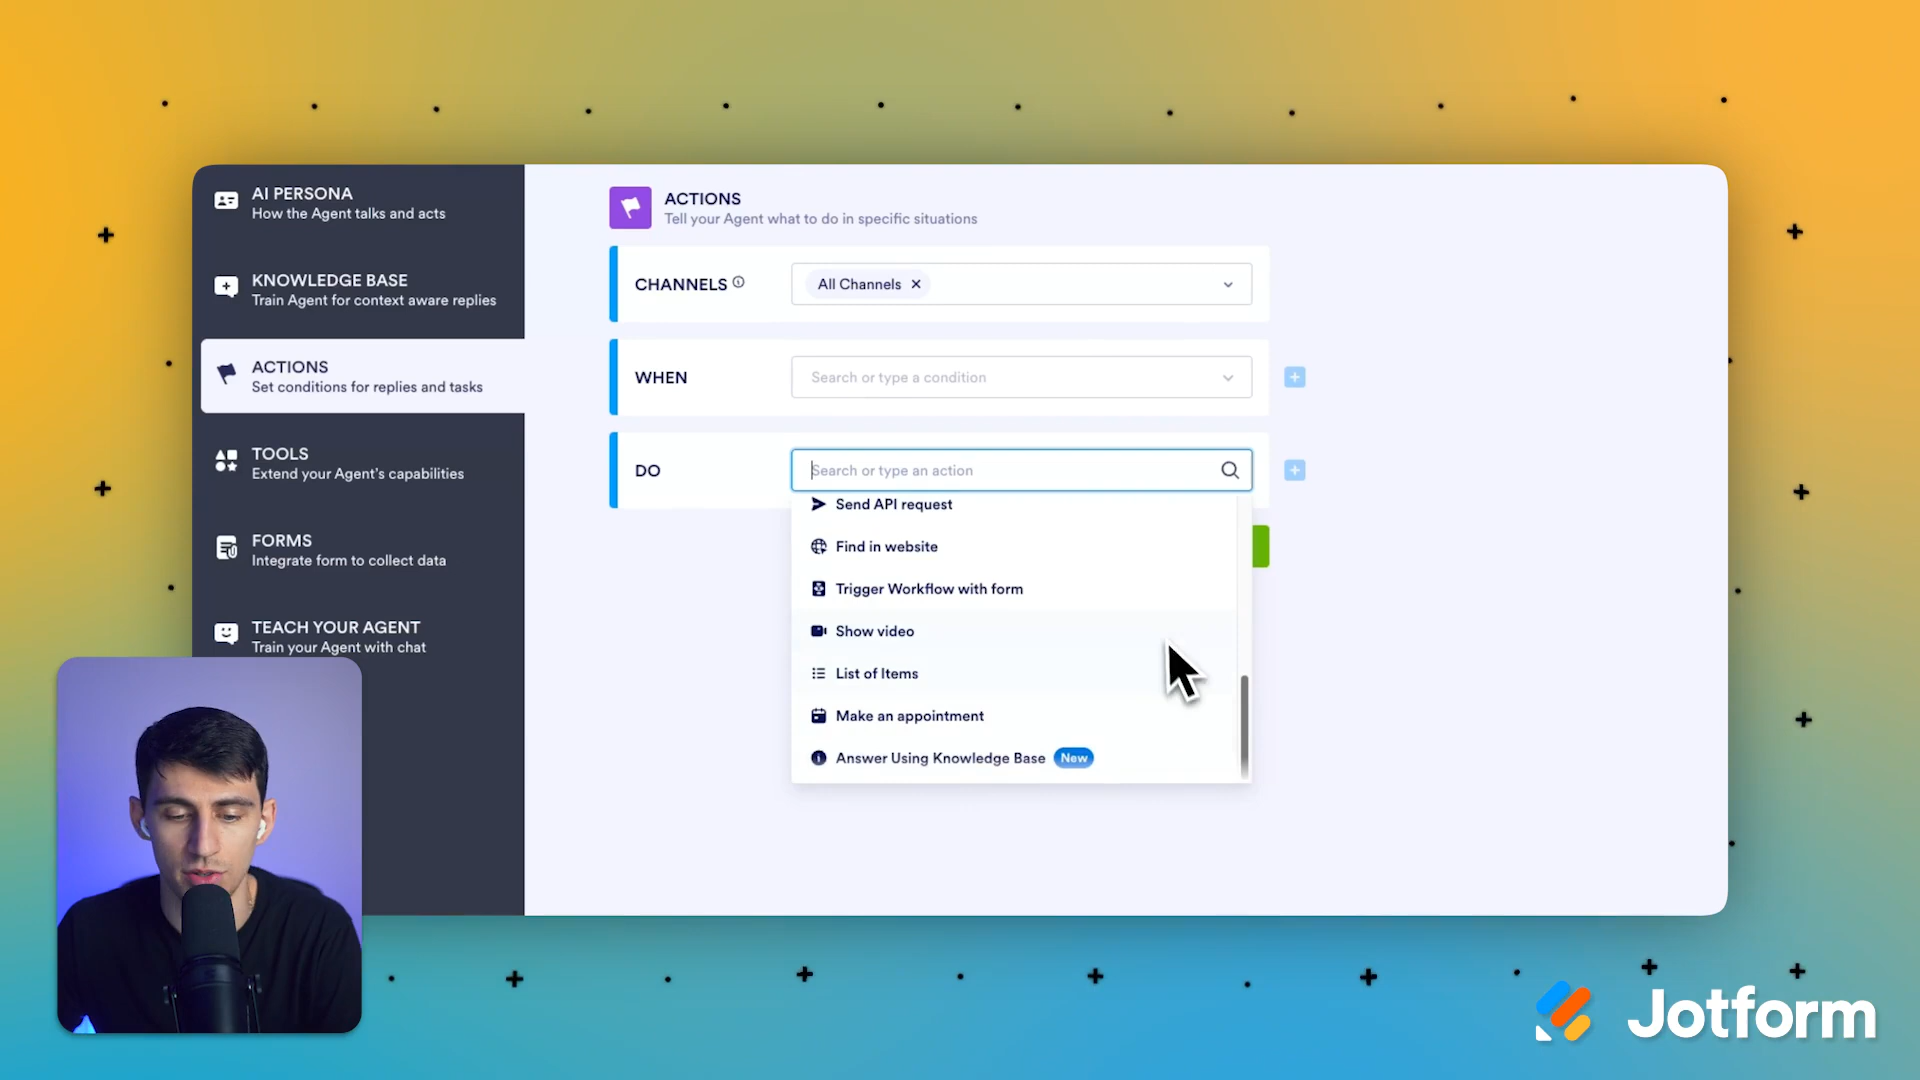 AI PERSONA
How the Agent talks and acts
KNOWLEDGE BASE
Train Agent for context aware replies
ACTIONS
Set conditions for replies and tasks
TOOLS
Extend your Agent's capabilities
FORMS
Integrate form to collect data
TEACH YOUR AGENT
Train your Agent with chat
ACTIONS
Tell your Agent what to do in specific situations
CHANNELS
All Channels
WHEN
Search or type a condition
DO
Search or type an action
Send API request
Find in website
Trigger Workflow with form
Show video
List of Items
Make an appointment
Answer Using Knowledge Base New
Jotform